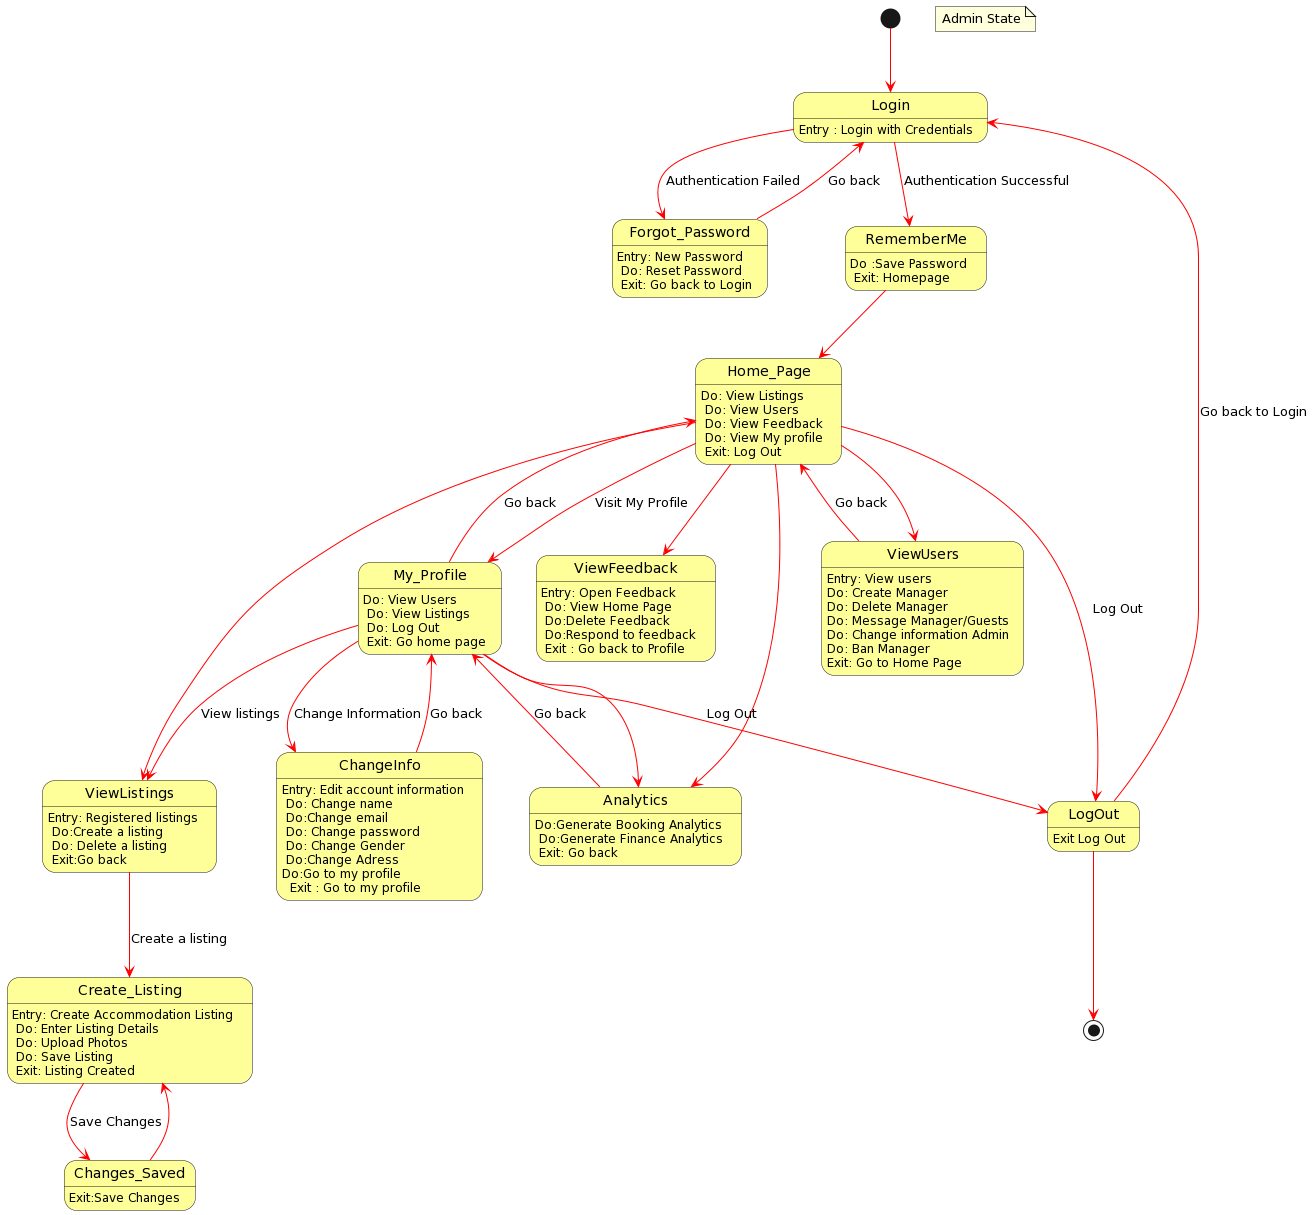 Admin State
Login
Entry : Login with Credentials
Authentication Failed
Go back
Authentication Successful
Forgot_Password
Entry: New Password
Do: Reset Password
Exit: Go back to Login
RememberMe
Do :Save Password
Exit: Homepage
Home_Page
Do: View Listings
Do: View Users
Do: View Feedback
Do: View My profile
Exit: Log Out
Go back to Login
Go back
Visit My Profile
Go back
ViewUsers
Entry: View users
Do: Create Manager
Do: Delete Manager
Do: Message Manager/Guests
Do: Change information Admin
Do: Ban Manager
Exit: Go to Home Page
ViewFeedback
Entry: Open Feedback
Do: View Home Page
Do:Delete Feedback
Do:Respond to feedback
Exit : Go back to Profile
My_Profile
Do: View Users
Do: View Listings
Do: Log Out
Exit: Go home page
Log Out
View listings
Change Information
Go back
Go back
Log Out
ViewListings
Entry: Registered listings
Do:Create a listing
Do: Delete a listing
Exit:Go back
ChangeInfo
Entry: Edit account information
Do: Change name
Do:Change email
Do: Change password
Do: Change Gender
Do:Change Adress
Do:Go to my profile
Exit : Go to my profile
Analytics
Do:Generate Booking Analytics
Do:Generate Finance Analytics
Exit: Go back
LogOut
Exit Log Out
Create a listing
Create_Listing
Entry: Create Accommodation Listing
Do: Enter Listing Details
Do: Upload Photos
Do: Save Listing
Exit: Listing Created
Save Changes
Changes_Saved
Exit:Save Changes